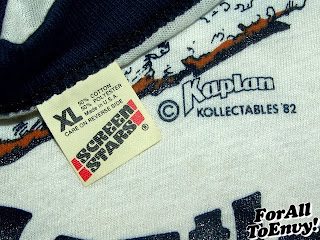 XL
50% COTTON
50% POLYESTER
Made in U.S.A.
CARE ON REVERSE SIDE
SCREEN
STARS
© Kaplan
KOLLECTABLES '82
ForAll
ToEnvy!